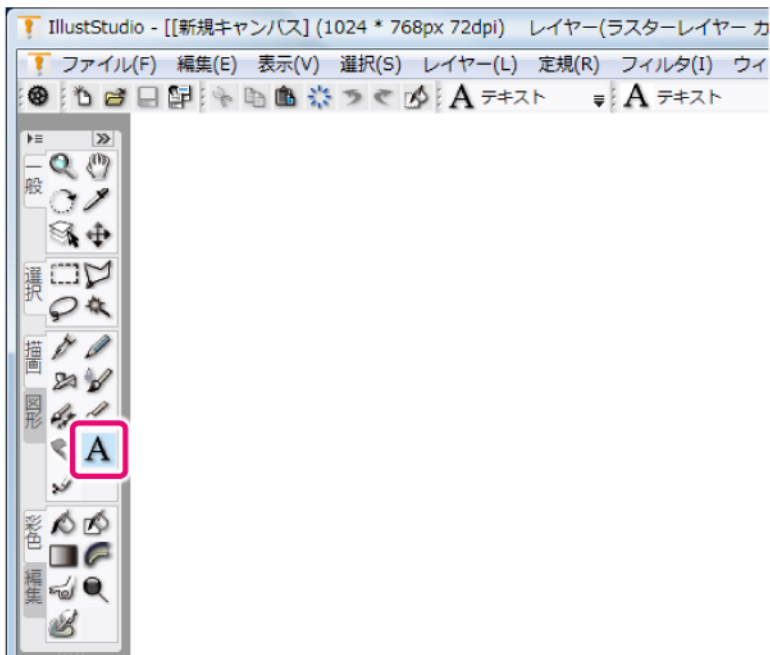 IllustStudio - [[新規キャンバス] (1024 * 768px 72dpi) レイヤー(ラスターレイヤー カ
ファイル(F) 編集(E) 表示(V) 選択(S) レイヤー(L) 定規(R) フィルタ(I) ウィ
A テキスト A テキスト
一般
選択
描画
図形
A
彩色
編集